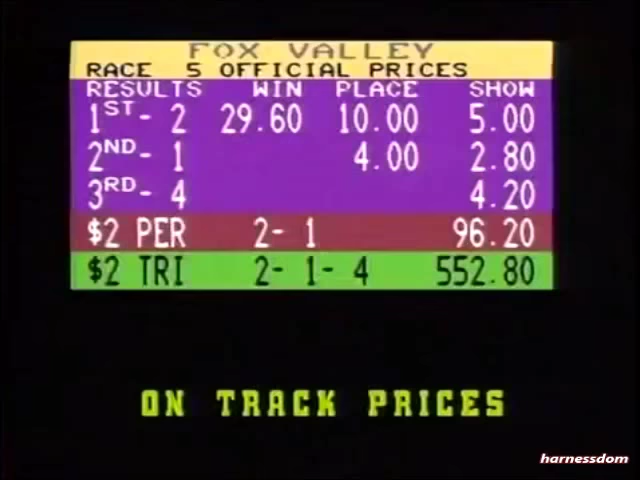 FOX VALLEY
RACE 5 OFFICIAL PRICES
RESULTS WIN PLACE SHOW
1ST- 2 29.60 10.00 5.00
2ND- 1 4.00 2.80
3RD- 4 4.20
$2 PER 2- 1 96.20
$2 TRI 2- 1- 4 552.80
ON TRACK PRICES
harnessdom